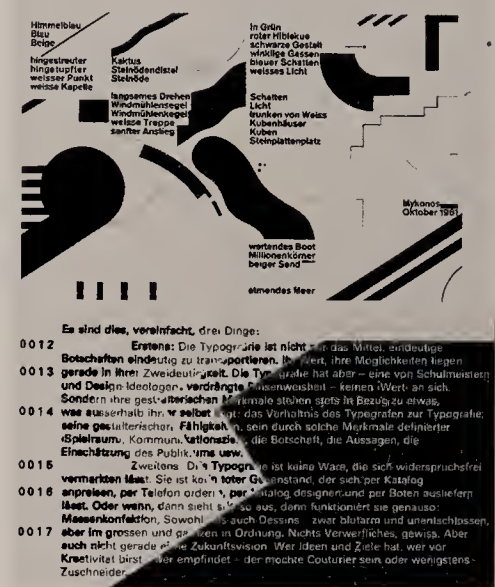 Himmelblau
Blau
Beige
hingestreuter
hingetupfter
weisser Punkt
weisse Kapelle
Kaktus
Steinödendistel
Steinöde
langsames Drehen
Windmühlensegel
Windmühlenkegel
weisse Treppe
sanfter Anstieg
In Grün
roter Hibiskus
schwarze Gestalt
winklige Gassen
blauer Schatten
weisses Licht
Schatten
Licht
trunken von Weiss
Kubenhäuser
Kuben
Steinplattenplatz
Mykonos
Oktober 1961
wartendes Boot
Millionenkörner
beiger Sand
atmendes Meer
Es sind dies, vereinfacht, drei Dinge:
0012 Erstens: Die Typografie ist nicht das Mittel, eindeutige
Botschaften eindeutig zu transportieren. Ihr Wert, ihre Möglichkeiten liegen
0013 gerade in ihrer Zweideutigkeit. Die Typografie hat aber – eine von Schulmeistern
und Design-Ideologen verdrängte Binsenweisheit – keinen ‹Wert› an sich.
Sondern ihre gestalterischen Merkmale stehen stets in Bezug zu etwas,
0014 was ausserhalb ihrer selbst liegt: das Verhältnis des Typografen zur Typografie;
seine gestalterischen Fähigkeiten, sein durch solche Merkmale definierter
‹Spielraum›, die Botschaft, die Aussagen, die
Einschätzung des Publikums usw.
0015 Zweitens: Die Typografie ist keine Ware, die sich widerspruchsfrei
vermarkten lässt. Sie ist kein toter Gegenstand, der sich per Katalog
0016 anpreisen, per Telefon ordern, per Katalog designen und per Boten ausliefern
lässt. Oder wenn, dann sieht sie so aus, dann funktioniert sie genauso:
Massenkonfektion, Sowohl auch Dessins zwar blutarm und unentschlossen,
0017 aber im grossen und ganzen in Ordnung. Nichts Verwerfliches, gewiss. Aber
auch nicht gerade eine Zukunftsvision. Wer Ideen und Ziele hat, wer vor
Kreativität birst wer empfindet – der möchte Couturier sein oder wenigstens
Zuschneider